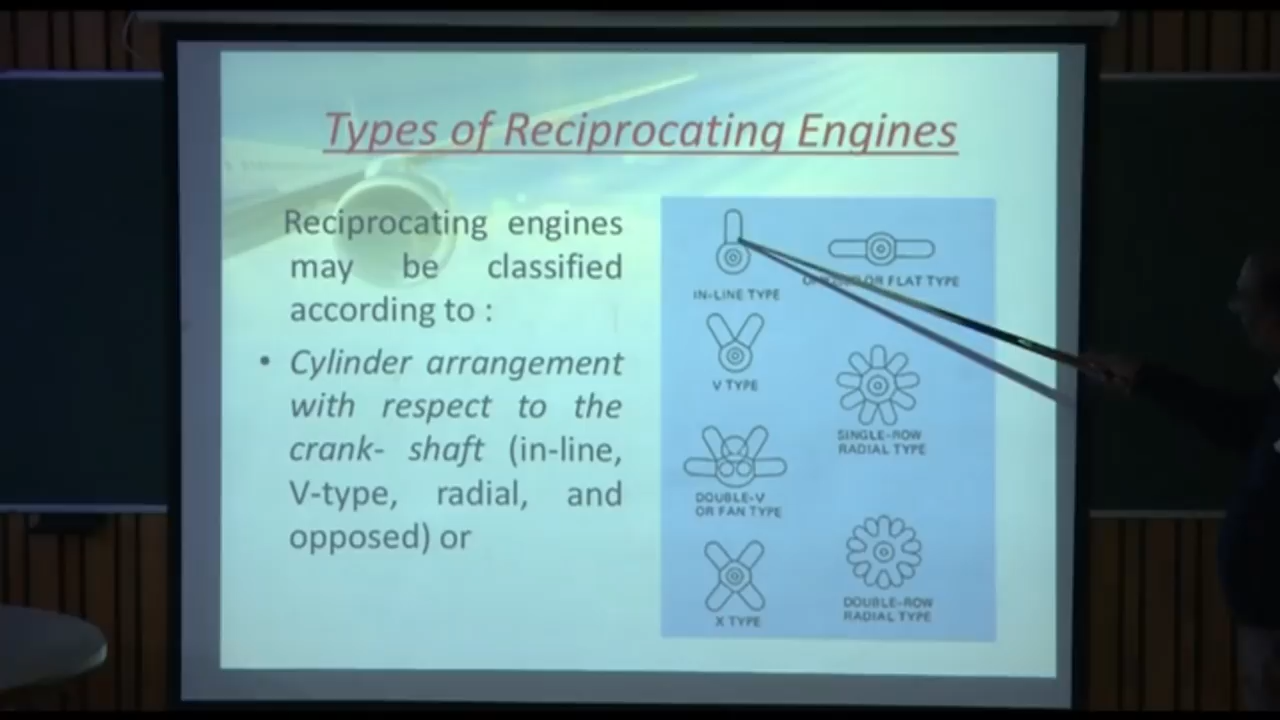 Types of Reciprocating Engines
Reciprocating engines
may be classified
according to :
• Cylinder arrangement
with respect to the
crank- shaft (in-line,
V-type, radial, and
opposed) or
IN-LINE TYPE
OR FLAT TYPE
V TYPE
SINGLE-ROW
RADIAL TYPE
DOUBLE-V
OR FAN TYPE
X TYPE
DOUBLE-ROW
RADIAL TYPE